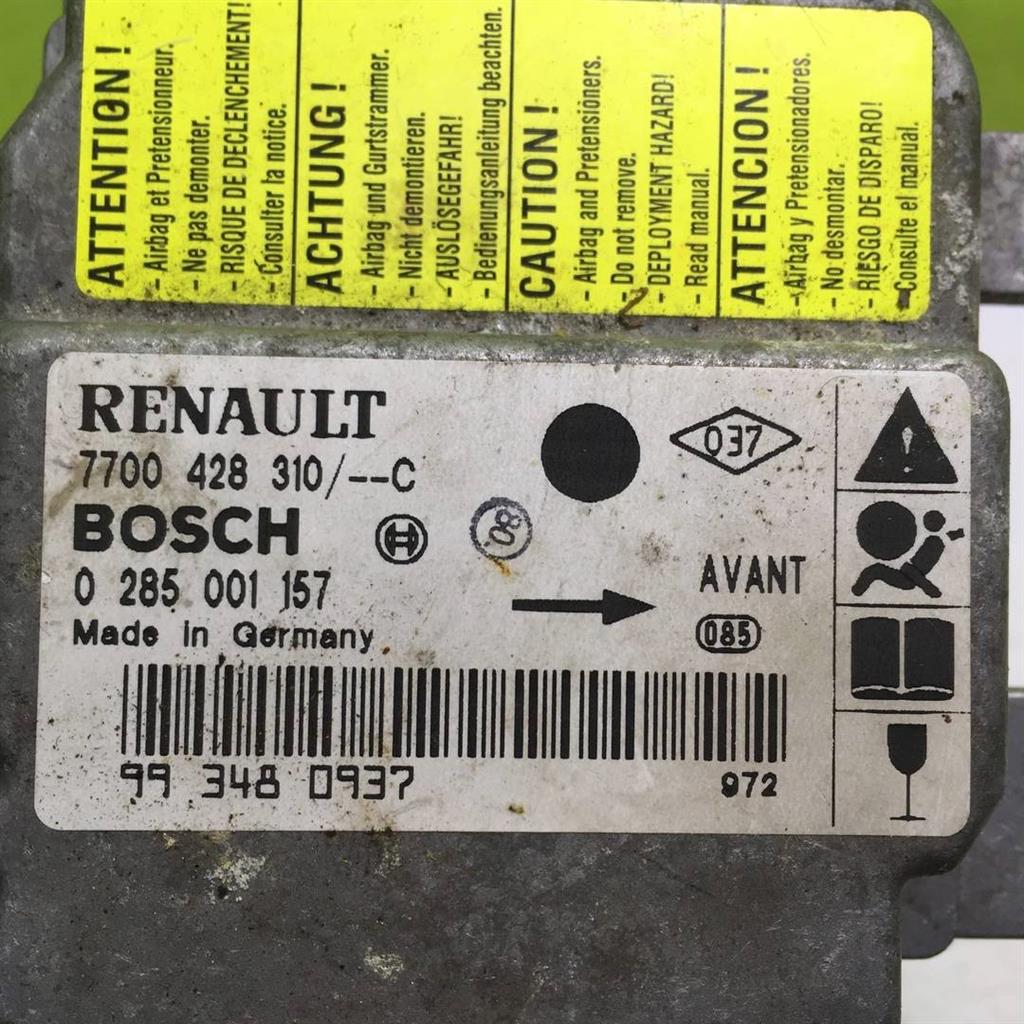 ATTENTION !
- Airbag et Pretensionneur.
- Ne pas demonter.
- RISQUE DE DECLENCHEMENT!
- Consulter la notice.
ACHTUNG !
- Airbag und Gurtstrammer.
- Nicht demontieren.
- AUSLÖSEGEFAHR!
- Bedienungsanleitung beachten.
CAUTION !
- Airbag and Pretensioners.
- Do not remove.
- DEPLOYMENT HAZARD!
- Read manual.
ATTENCION !
- Airbag y Pretensionadores.
- No desmontar.
- RIESGO DE DISPARO!
- Consulte el manual.
RENAULT
7700 428 310/--C
037
BOSCH
08
0 285 001 157
AVANT
Made in Germany
085
99 348 0937
972